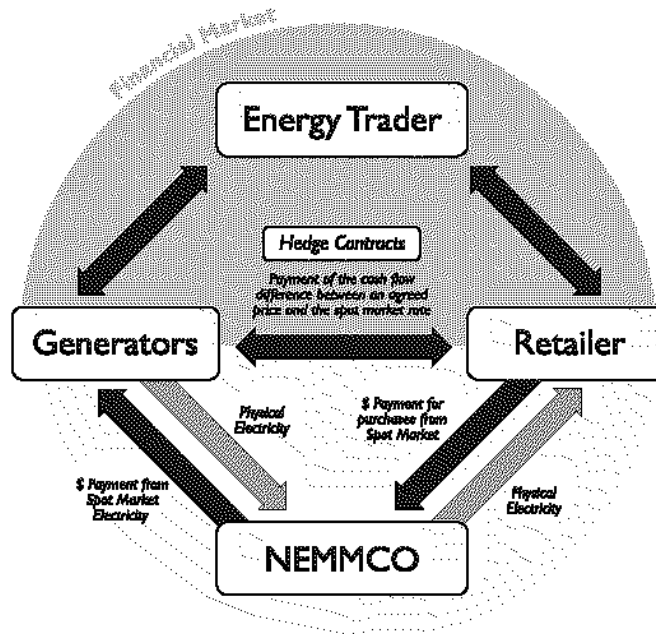 Financial Market
Energy Trader
Hedge Contracts
Payment of the cash flow
difference between an agreed
price and the spot market rate
Generators
Retailer
Physical
Electricity
$ Payment for
purchases from
Spot Market
$ Payment from
Spot Market
Electricity
Physical
Electricity
NEMMCO